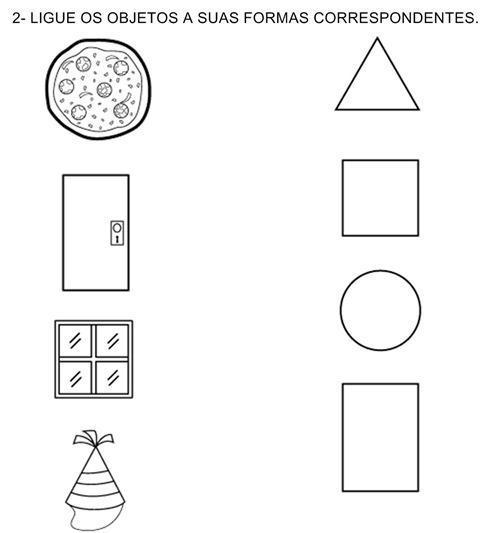 2- LIGUE OS OBJETOS A SUAS FORMAS CORRESPONDENTES.